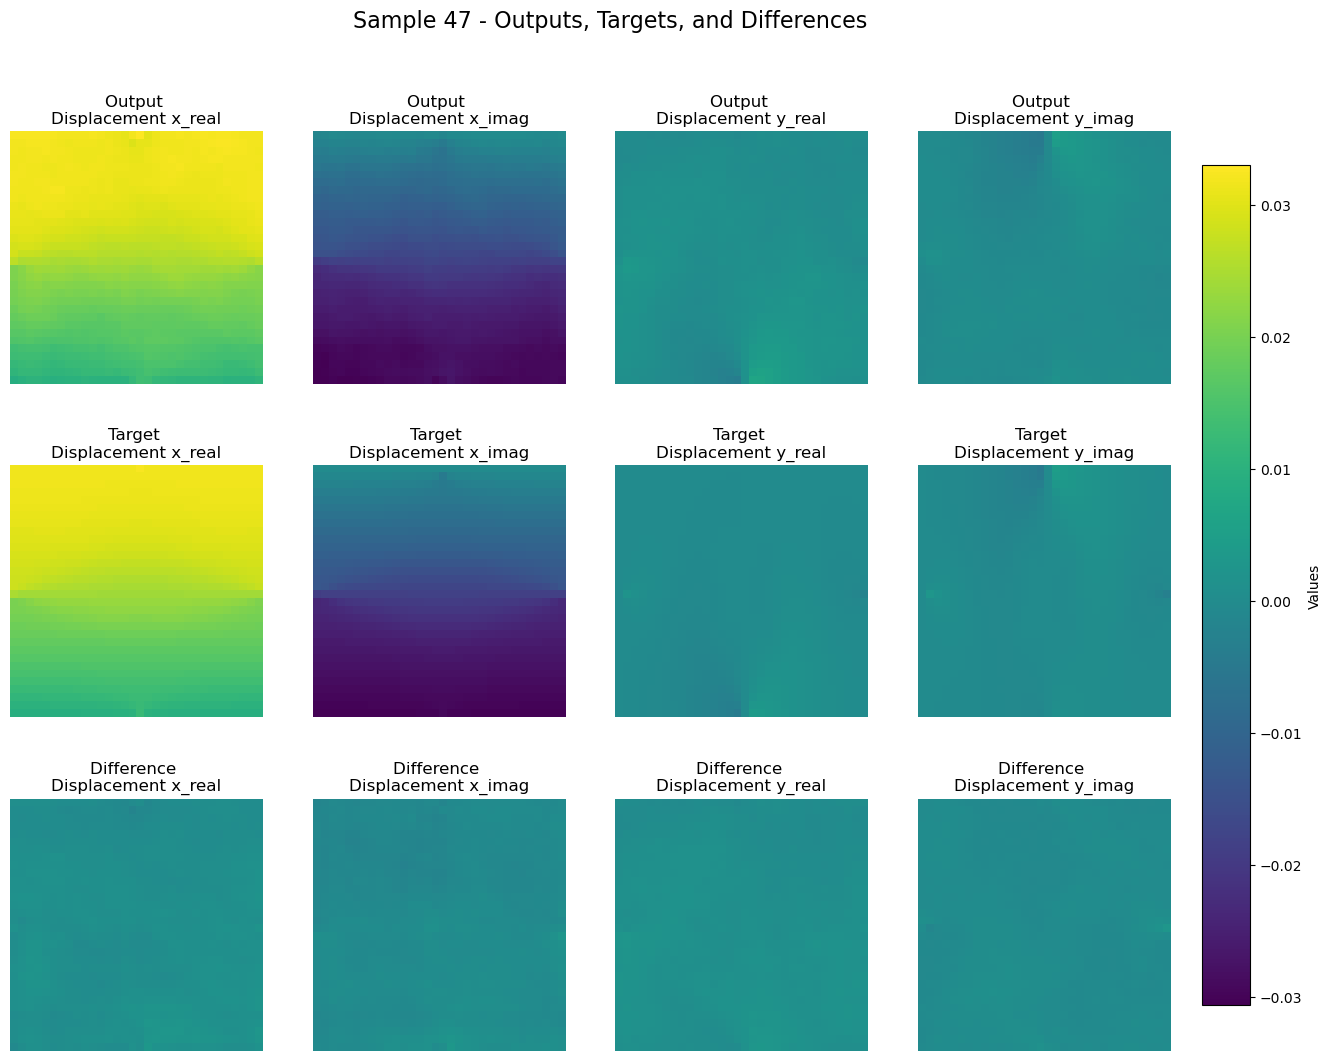 Sample 47 - Outputs, Targets, and Differences
Output
Displacement x_real
Output
Displacement x_imag
Output
Displacement y_real
Output
Displacement y_imag
Target
Displacement x_real
Target
Displacement x_imag
Target
Displacement y_real
Target
Displacement y_imag
Difference
Displacement x_real
Difference
Displacement x_imag
Difference
Displacement y_real
Difference
Displacement y_imag
0.03
0.02
0.01
0.00
−0.01
−0.02
−0.03
Values